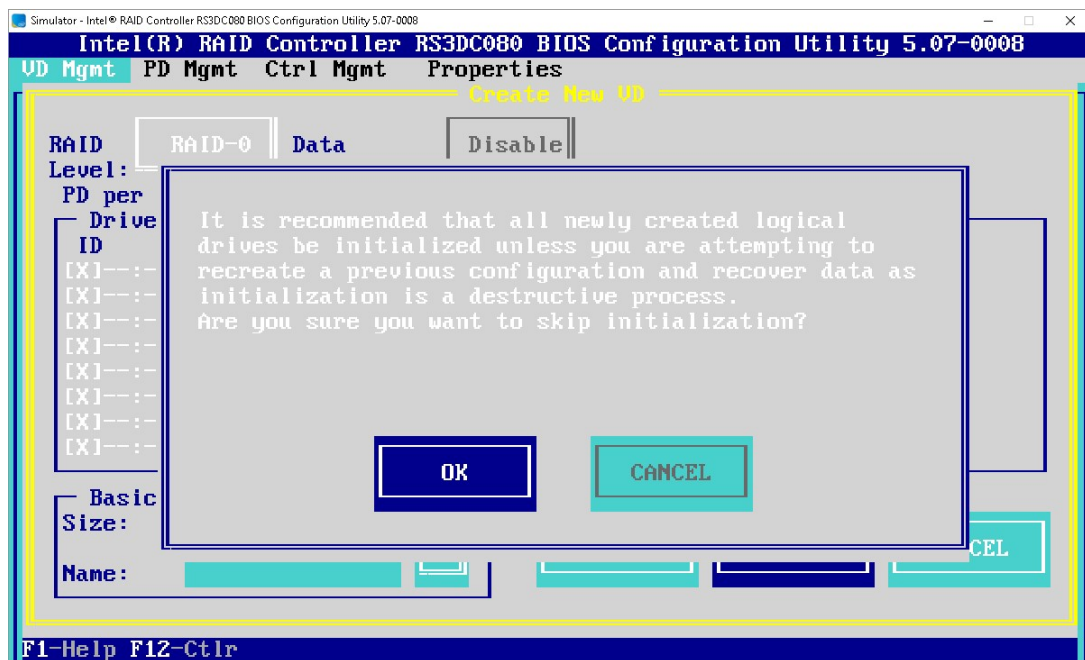 Simulator - Intel® RAID Controller RS3DC080 BIOS Configuration Utility 5.07-0008
Intel(R) RAID Controller RS3DC080 BIOS Configuration Utility 5.07-0008
VD Mgmt PD Mgmt Ctrl Mgmt Properties
Create New VD
RAID RAID-0 Data Disable
Level:
PD per
Drive
ID
[X]--:-
[X]--:-
[X]--:-
[X]--:-
[X]--:-
[X]--:-
[X]--:-
[X]--:-
It is recommended that all newly created logical
drives be initialized unless you are attempting to
recreate a previous configuration and recover data as
initialization is a destructive process.
Are you sure you want to skip initialization?
OK CANCEL
Basic
Size:
CEL
Name:
F1-Help F12-Ctlr